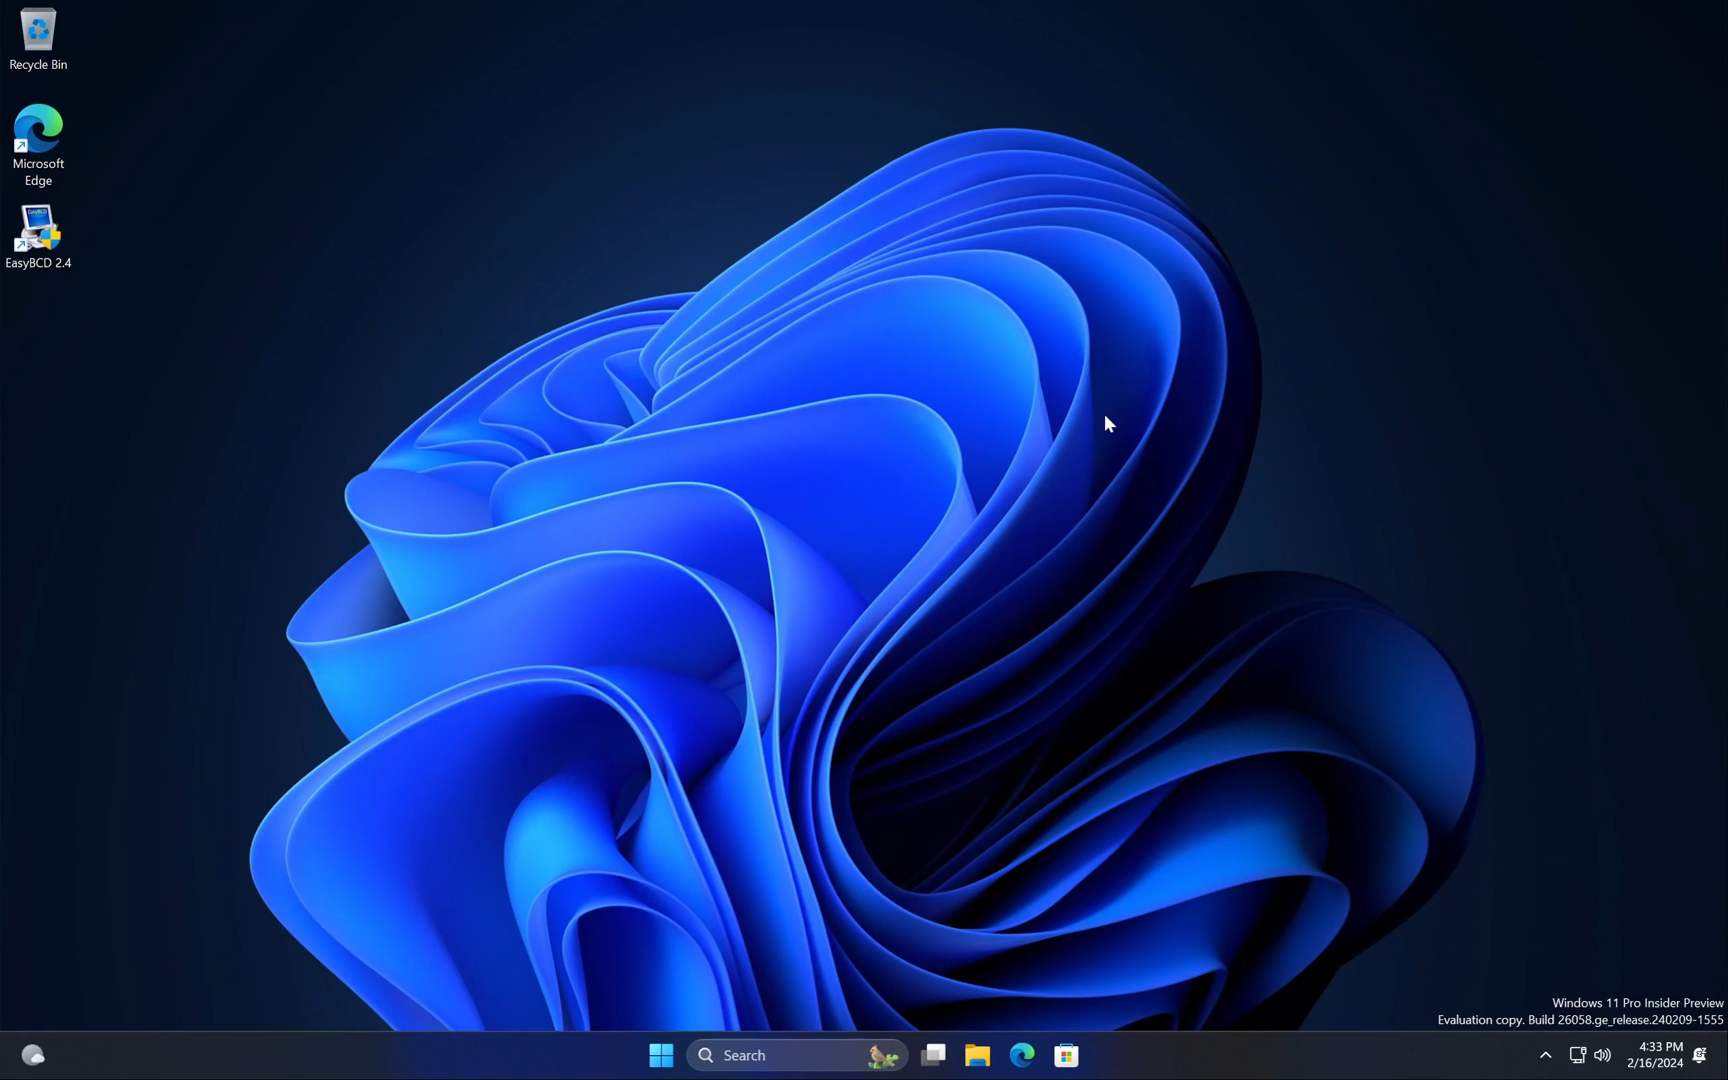 Recycle Bin
Microsoft
Edge
EasyBCD
EasyBCD 2.4
Windows 11 Pro Insider Preview
Evaluation copy. Build 26058.ge_release.240209-1555
Search
4:33 PM
2/16/2024